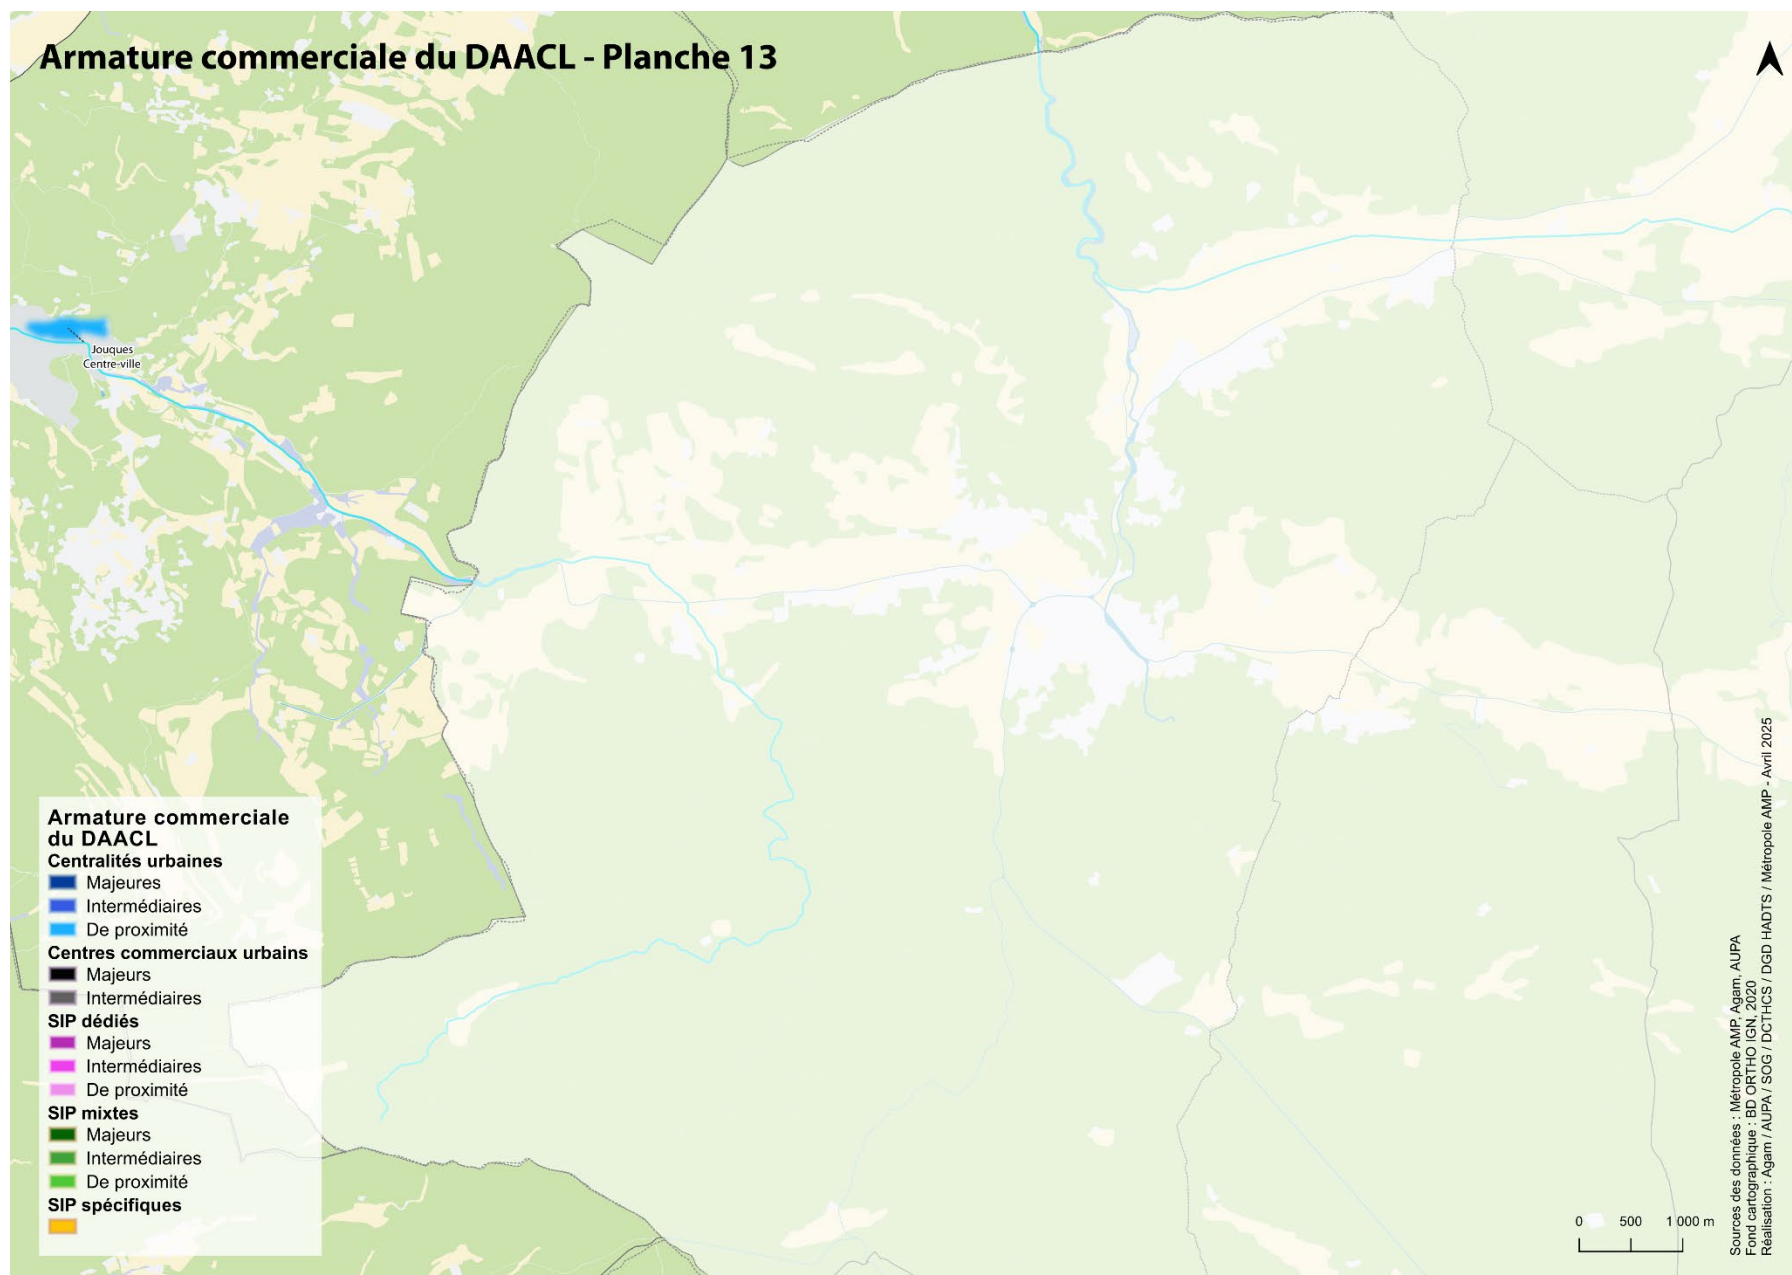 Armature commerciale du DAACL - Planche 13
Jouques
Centre-ville
Armature commerciale
du DAACL
Centralités urbaines
Majeures
Intermédiaires
De proximité
Centres commerciaux urbains
Majeurs
Intermédiaires
SIP dédiés
Majeurs
Intermédiaires
De proximité
SIP mixtes
Majeurs
Intermédiaires
De proximité
SIP spécifiques
0 500 1 000 m
Sources des données : Métropole AMP, Agam, AUPA
Fond cartographique : BD ORTHO IGN, 2020
Réalisation : Agam / AUPA / SOG / DCTHCS / DGD HADTS / Métropole AMP - Avril 2025